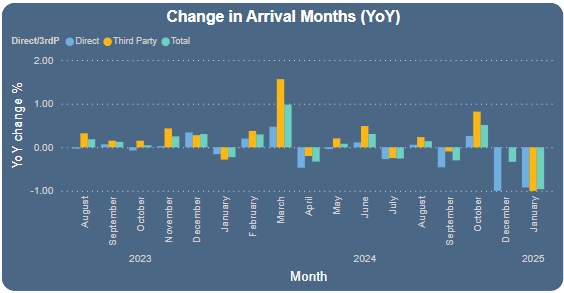 Change in Arrival Months (YoY)
Direct/3rdP Direct Third Party Total
YoY change %
2.00
1.00
0.00
-1.00
August
September
October
November
December
January
February
March
April
May
June
July
August
September
October
December
January
2023 2024 2025
Month